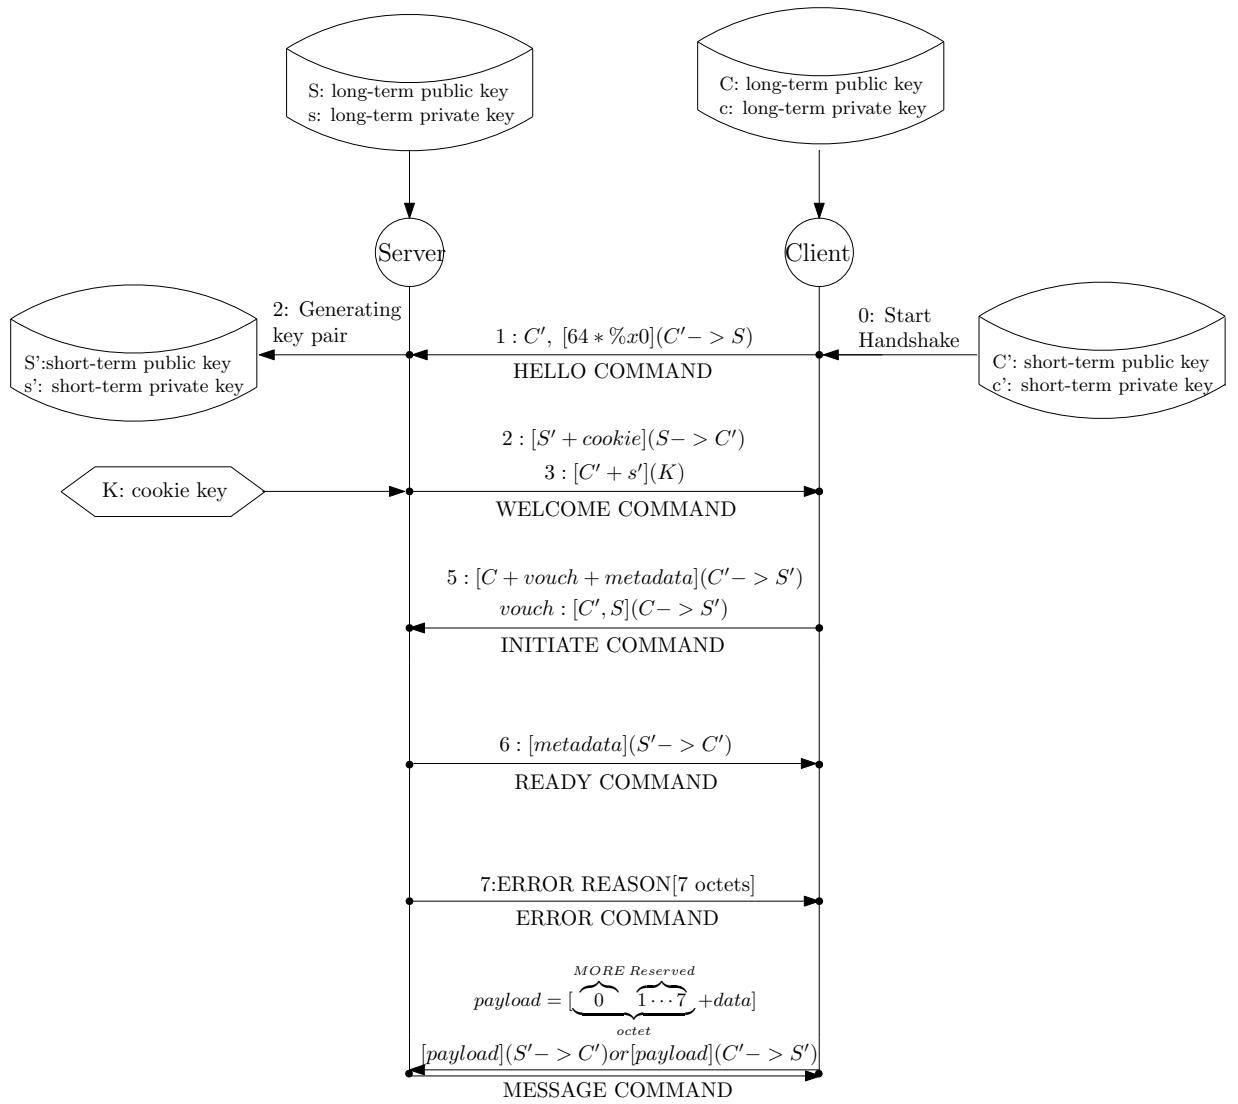 S: long-term public key
s: long-term private key
C: long-term public key
c: long-term private key
Server
Client
2: Generating
key pair
0: Start
Handshake
S':short-term public key
s': short-term private key
1 : C′, [64 ∗ %x0](C′− > S)
HELLO COMMAND
C': short-term public key
c': short-term private key
2 : [S′ + cookie](S− > C′)
3 : [C′ + s′](K)
K: cookie key
WELCOME COMMAND
5 : [C + vouch + metadata](C′− > S′)
vouch : [C′, S](C− > S′)
INITIATE COMMAND
6 : [metadata](S′− > C′)
READY COMMAND
7:ERROR REASON[7 octets]
ERROR COMMAND
MORE Reserved
payload = [0 1 · · · 7 +data]
octet
[payload](S′− > C′)or[payload](C′− > S′)
MESSAGE COMMAND